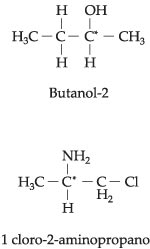 H OH
H₃C – C – C* – CH₃
H H
Butanol-2
NH₂
H₃C – C* – C – Cl
H H₂
1 cloro-2-aminopropano